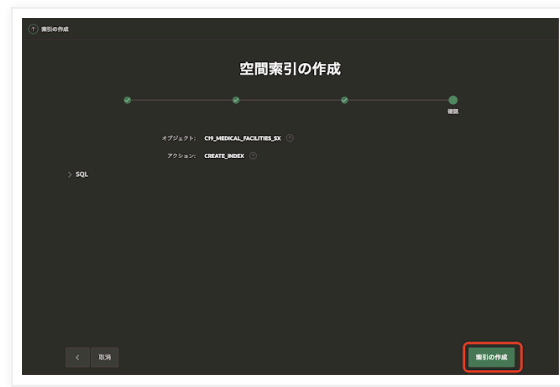 索引の作成
空間索引の作成
確認
オブジェクト: C19_MEDICAL_FACILITIES_SX
アクション: CREATE_INDEX
SQL
取消
索引の作成